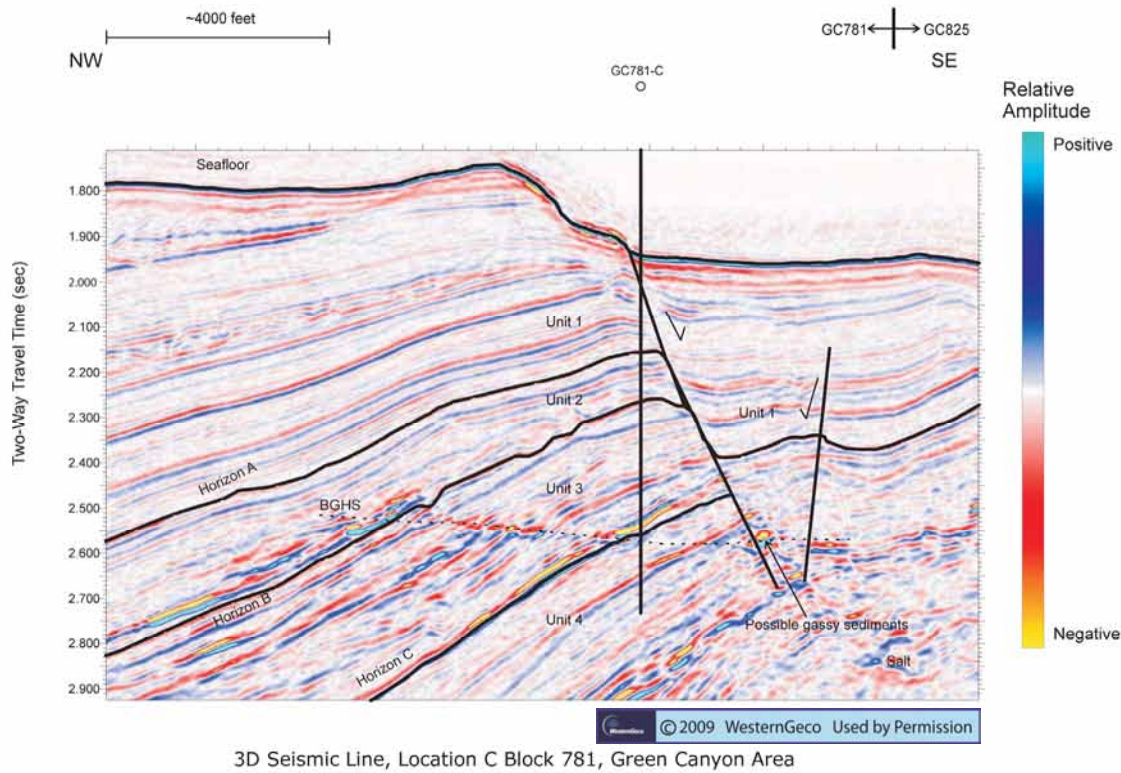 ~4000 feet
GC781 GC825
NW
SE
GC781-C
Relative
Amplitude
Positive
Seafloor
1.800
1.900
2.000
2.100
2.200
2.300
2.400
2.500
2.600
2.700
2.800
2.900
Two-Way Travel Time (sec)
Unit 1
Unit 2
Unit 1
Horizon A
BGHS
Unit 3
Horizon B
Unit 4
Possible gassy sediments
Horizon C
Salt
Negative
WesternGeco
© 2009 WesternGeco Used by Permission
3D Seismic Line, Location C Block 781, Green Canyon Area